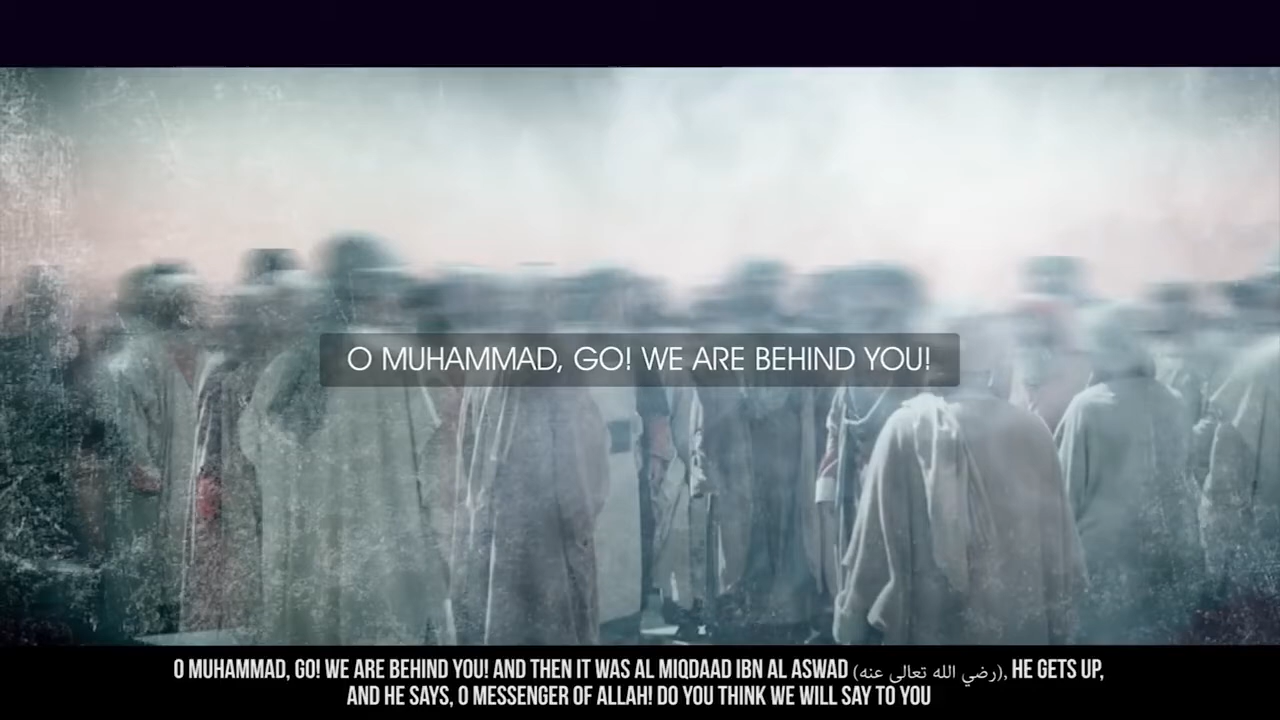 O MUHAMMAD, GO! WE ARE BEHIND YOU!
O MUHAMMAD, GO! WE ARE BEHIND YOU! AND THEN IT WAS AL MIQDAAD IBN AL ASWAD (رضي الله تعالى عنه), HE GETS UP,
AND HE SAYS, O MESSENGER OF ALLAH! DO YOU THINK WE WILL SAY TO YOU